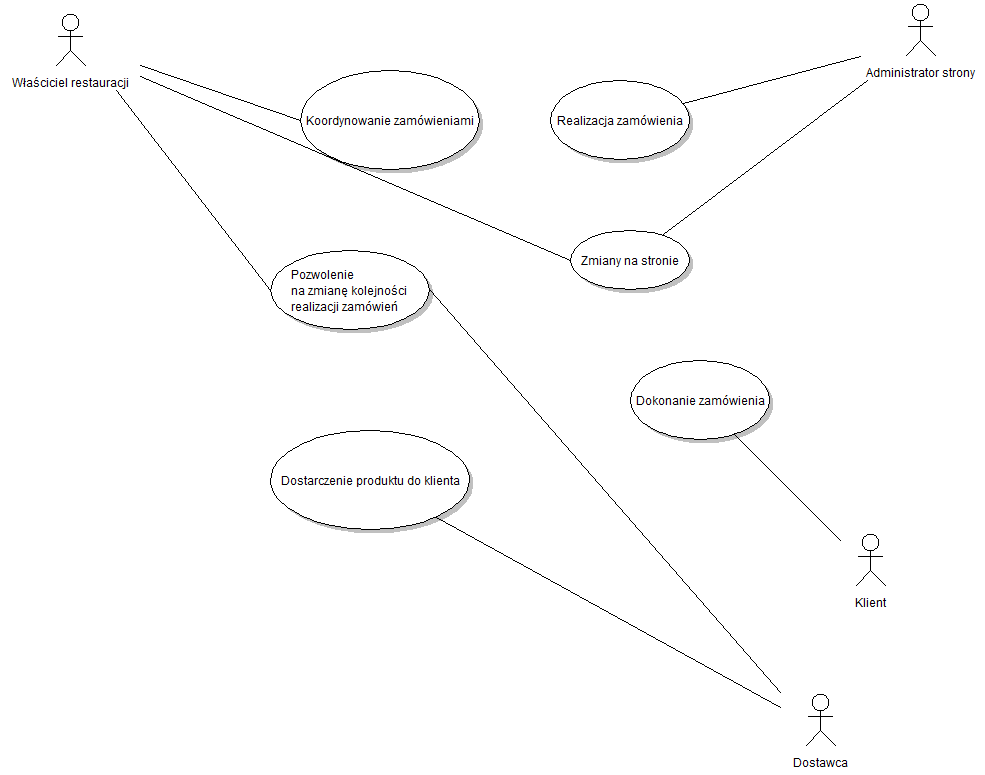 Właściciel restauracji
Administrator strony
Koordynowanie zamówieniami
Realizacja zamówienia
Zmiany na stronie
Pozwolenie
na zmianę kolejności
realizacji zamówień
Dokonanie zamówienia
Dostarczenie produktu do klienta
Klient
Dostawca